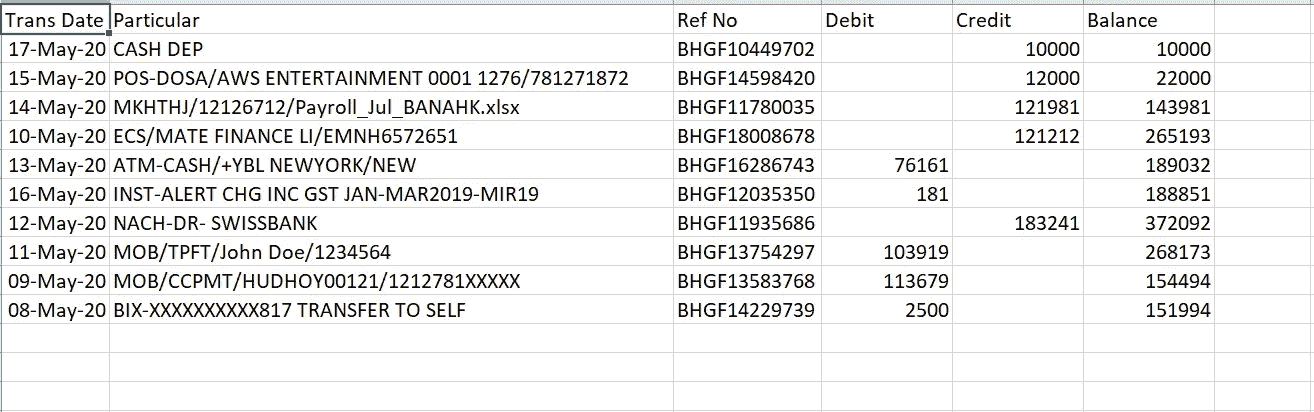 Trans Date Particular Ref No Debit Credit Balance
17-May-20 CASH DEP BHGF10449702 10000 10000
15-May-20 POS-DOSA/AWS ENTERTAINMENT 0001 1276/781271872 BHGF14598420 12000 22000
14-May-20 MKHTHJ/12126712/Payroll_Jul_BANAHK.xlsx BHGF11780035 121981 143981
10-May-20 ECS/MATE FINANCE LI/EMNH6572651 BHGF18008678 121212 265193
13-May-20 ATM-CASH/+YBL NEWYORK/NEW BHGF16286743 76161 189032
16-May-20 INST-ALERT CHG INC GST JAN-MAR2019-MIR19 BHGF12035350 181 188851
12-May-20 NACH-DR- SWISSBANK BHGF11935686 183241 372092
11-May-20 MOB/TPFT/John Doe/1234564 BHGF13754297 103919 268173
09-May-20 MOB/CCPMT/HUDHOY00121/1212781XXXXX BHGF13583768 113679 154494
08-May-20 BIX-XXXXXXXXXX817 TRANSFER TO SELF BHGF14229739 2500 151994